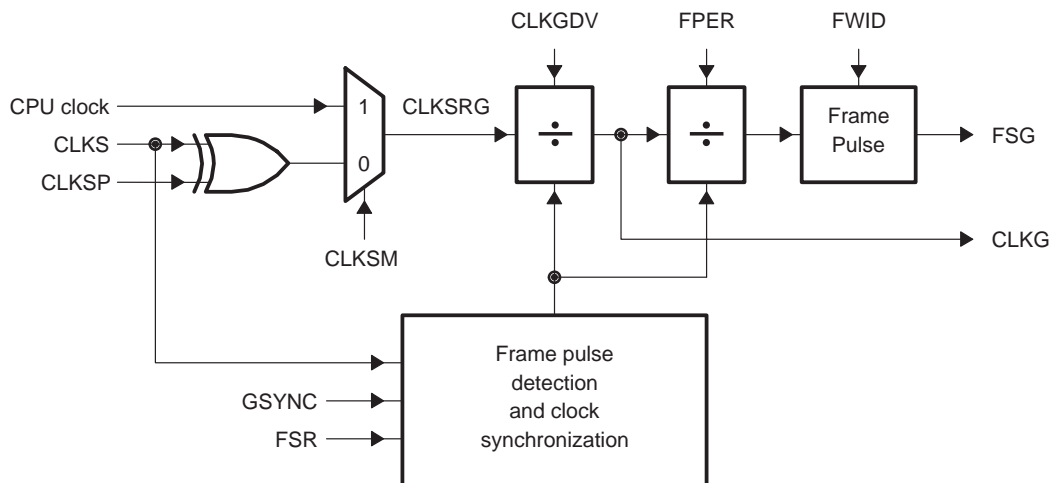 CLKGDV
FPER
FWID
CPU clock
1
CLKSRG
÷
÷
Frame
Pulse
FSG
CLKS
0
CLKSP
CLKSM
CLKG
Frame pulse
detection
and clock
synchronization
GSYNC
FSR